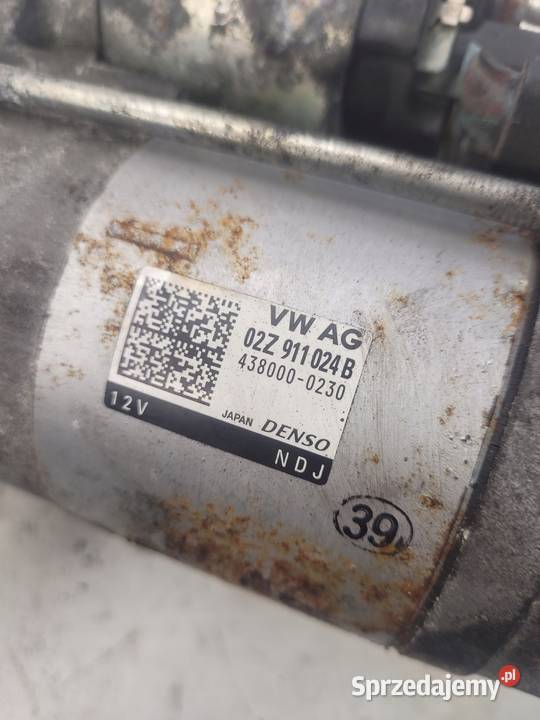 VW AG
02Z 911 024 B
438000-0230
JAPAN DENSO
12V
NDJ
39
Sprzedajemy.pl